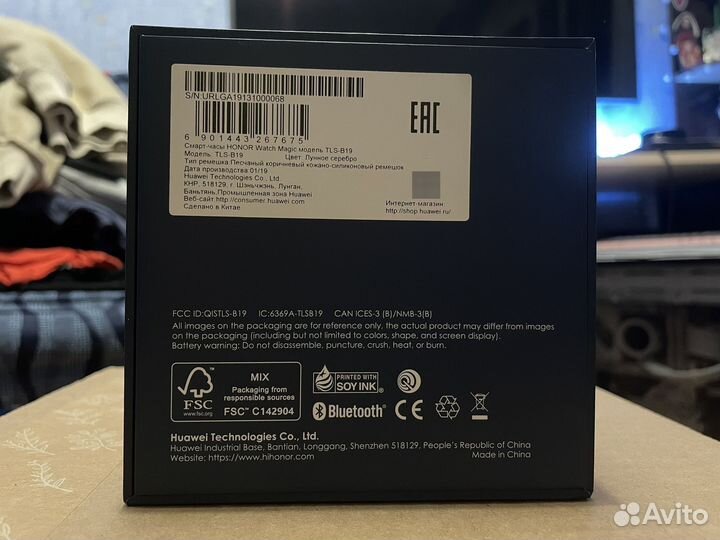 S/N:URLGA19131000068
6 901443 267675
EAC
Смарт-часы HONOR Watch Magic модель TLS-B19
Модель: TLS-B19 Цвет: Лунное серебро
Тип ремешка Песчаный коричневый кожано-силиконовый ремешок
Дата производства 01/19
Huawei Technologies Co., Ltd.
КНР, 518129, г. Шэньчжэнь, Лунган,
Баньтянь,Промышленная зона Huawei
Веб-сайт http://consumer.huawei.com
Сделано в Китае
Интернет-магазин:
http://shop.huawei.ru/
FCC ID:QISTLS-B19 IC:6369A-TLSB19 CAN ICES-3 (B)/NMB-3(B)
All images on the packaging are for reference only, the actual product may differ from images
on the packaging (including but not limited to colors, shape, and screen display).
Battery warning: Do not disassemble, puncture, crush, heat, or burn.
FSC
www.fsc.org
MIX
Packaging from
responsible sources
FSC™ C142904
PRINTED WITH
SOY INK
Bluetooth®
CE
Huawei Technologies Co., Ltd.
Huawei Industrial Base, Bantian, Longgang, Shenzhen 518129, People's Republic of China
Website: https://www.hihonor.com Made in China
Avito